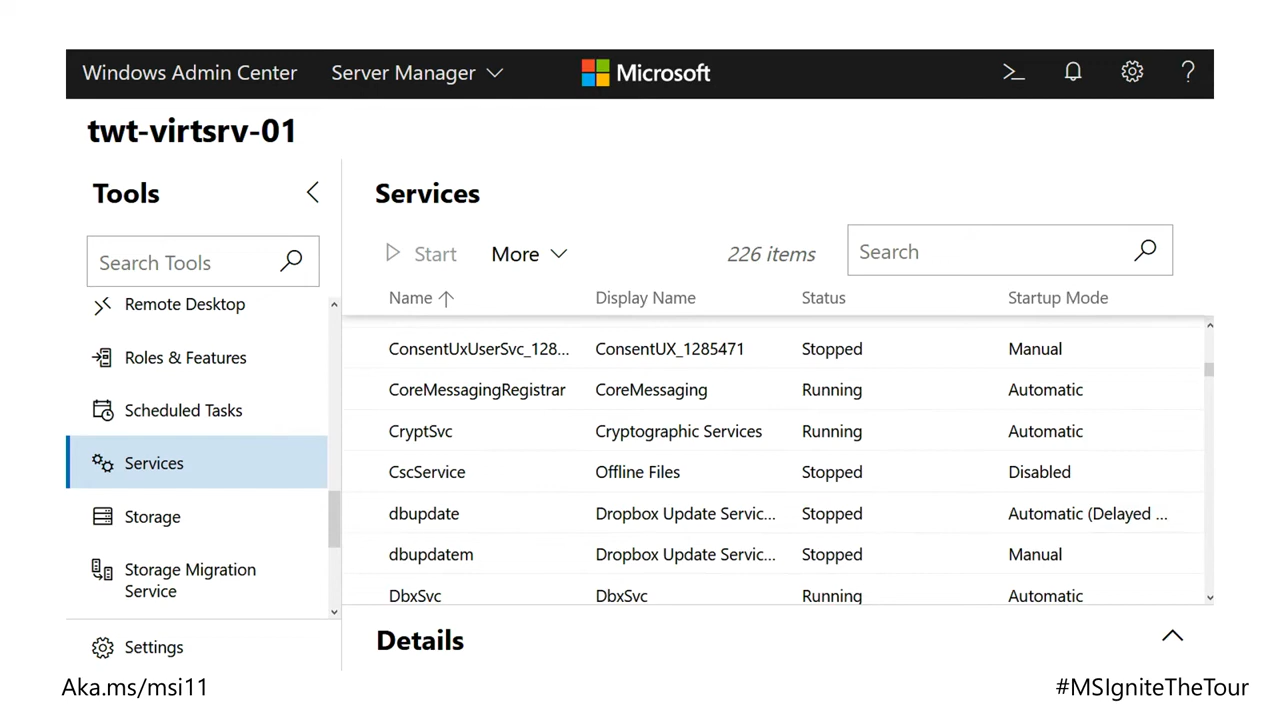 Windows Admin Center Server Manager Microsoft ?
twt-virtsrv-01
Tools
Search Tools
Remote Desktop
Roles & Features
Scheduled Tasks
Services
Storage
Storage Migration
Service
Settings
Services
Start More 226 items Search
Name Display Name Status Startup Mode
ConsentUxUserSvc_128... ConsentUX_1285471 Stopped Manual
CoreMessagingRegistrar CoreMessaging Running Automatic
CryptSvc Cryptographic Services Running Automatic
CscService Offline Files Stopped Disabled
dbupdate Dropbox Update Servic... Stopped Automatic (Delayed ...
dbupdatem Dropbox Update Servic... Stopped Manual
DbxSvc DbxSvc Running Automatic
Details
Aka.ms/msi11 #MSIgniteTheTour